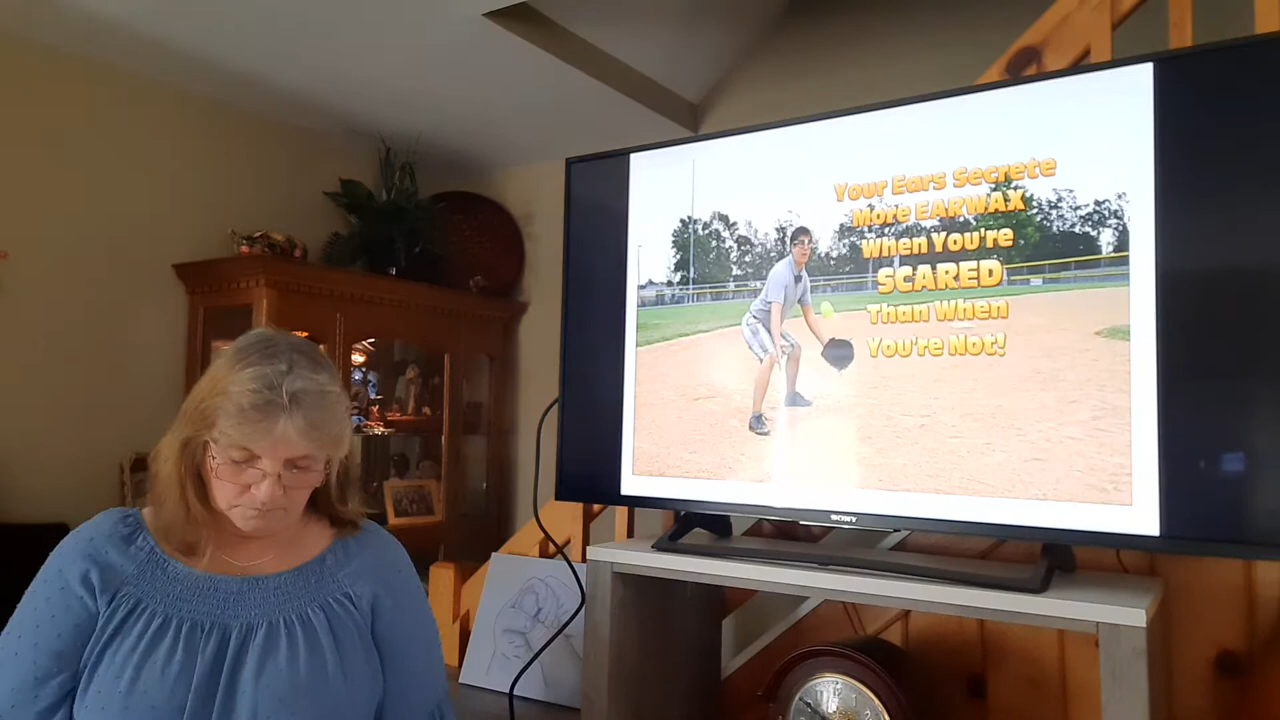 Your Ears Secrete
More EARWAX
When You're
SCARED
Than When
You're Not!
SONY